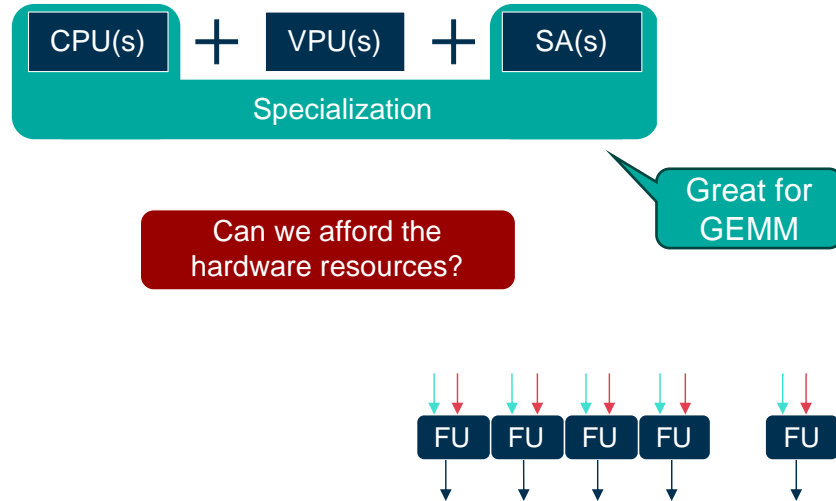 CPU(s) + VPU(s) + SA(s)
Specialization
Great for
GEMM
Can we afford the
hardware resources?
FU FU FU FU FU